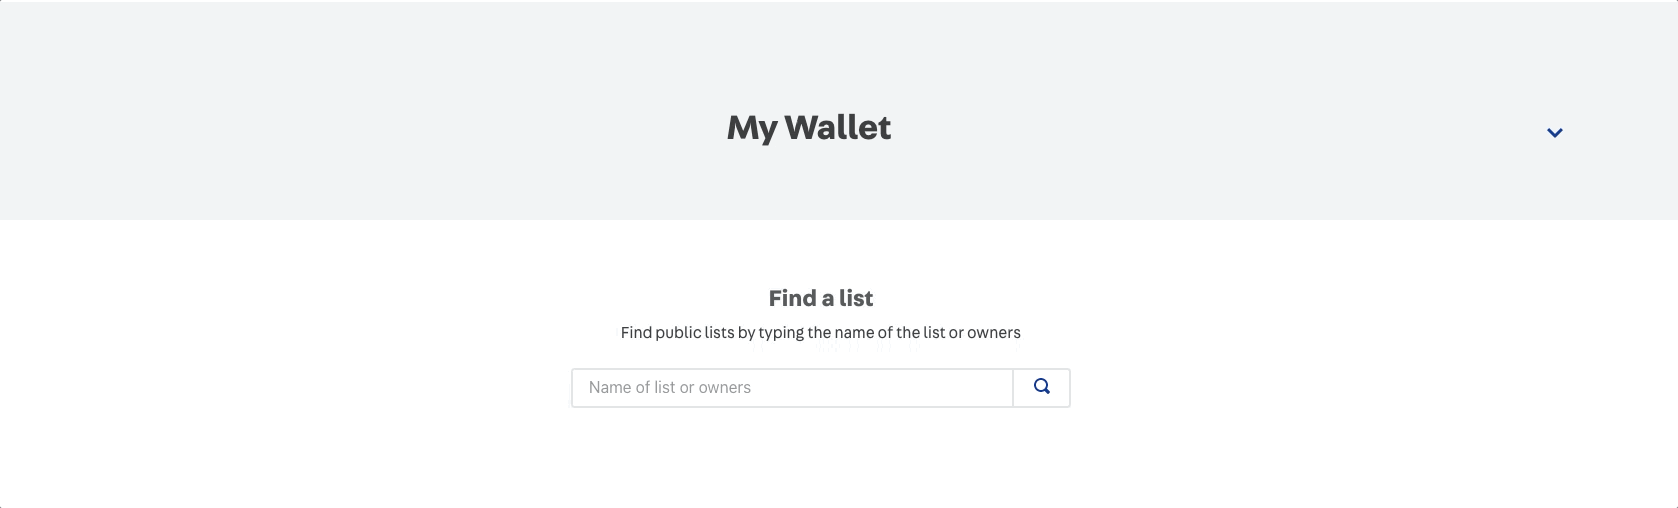 My Wallet
Find a list
Find public lists by typing the name of the list or owners
Name of list or owners